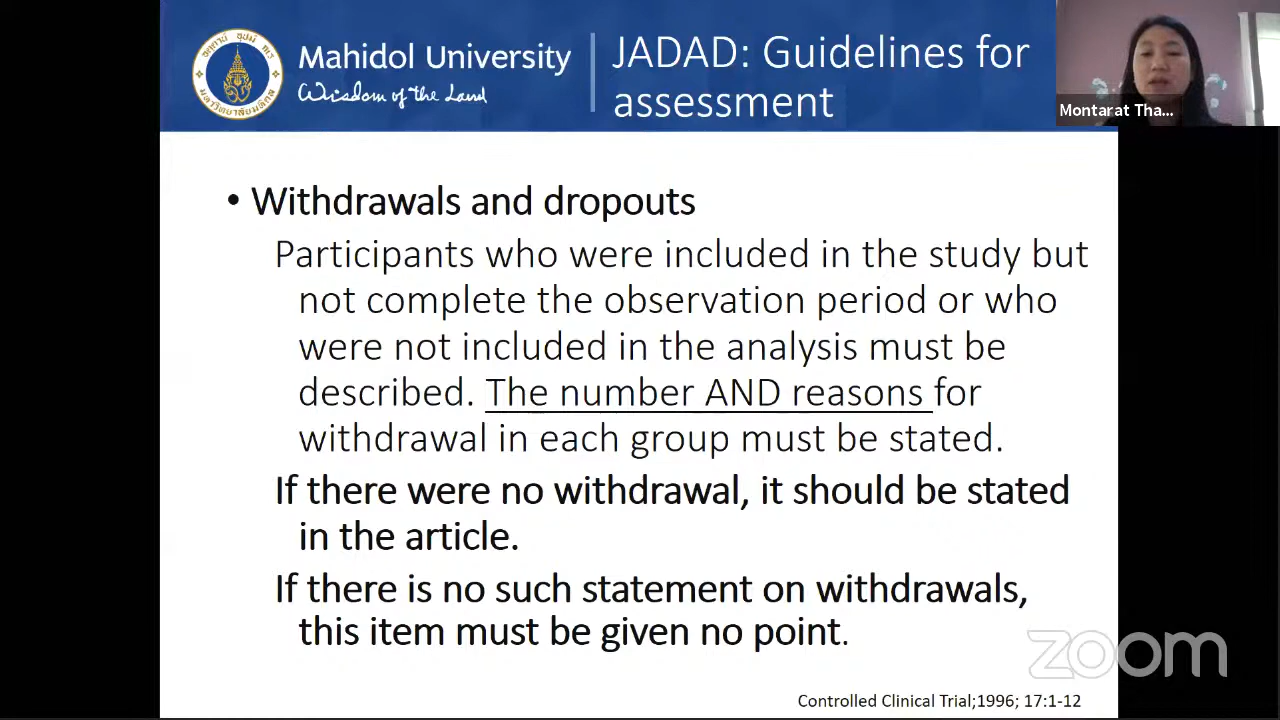 Mahidol University
Wisdom of the Land
JADAD: Guidelines for
assessment
Montarat Tha...
• Withdrawals and dropouts
Participants who were included in the study but
not complete the observation period or who
were not included in the analysis must be
described. The number AND reasons for
withdrawal in each group must be stated.
If there were no withdrawal, it should be stated
in the article.
If there is no such statement on withdrawals,
this item must be given no point.
zoom
Controlled Clinical Trial;1996; 17:1-12